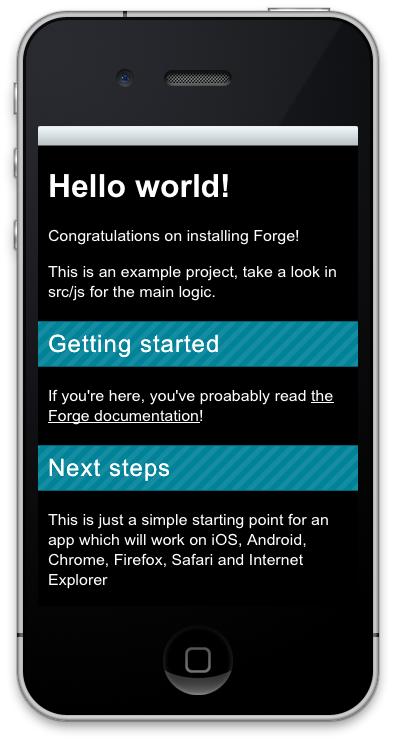 Hello world!
Congratulations on installing Forge!
This is an example project, take a look in
src/js for the main logic.
Getting started
If you're here, you've proabably read the
Forge documentation!
Next steps
This is just a simple starting point for an
app which will work on iOS, Android,
Chrome, Firefox, Safari and Internet
Explorer